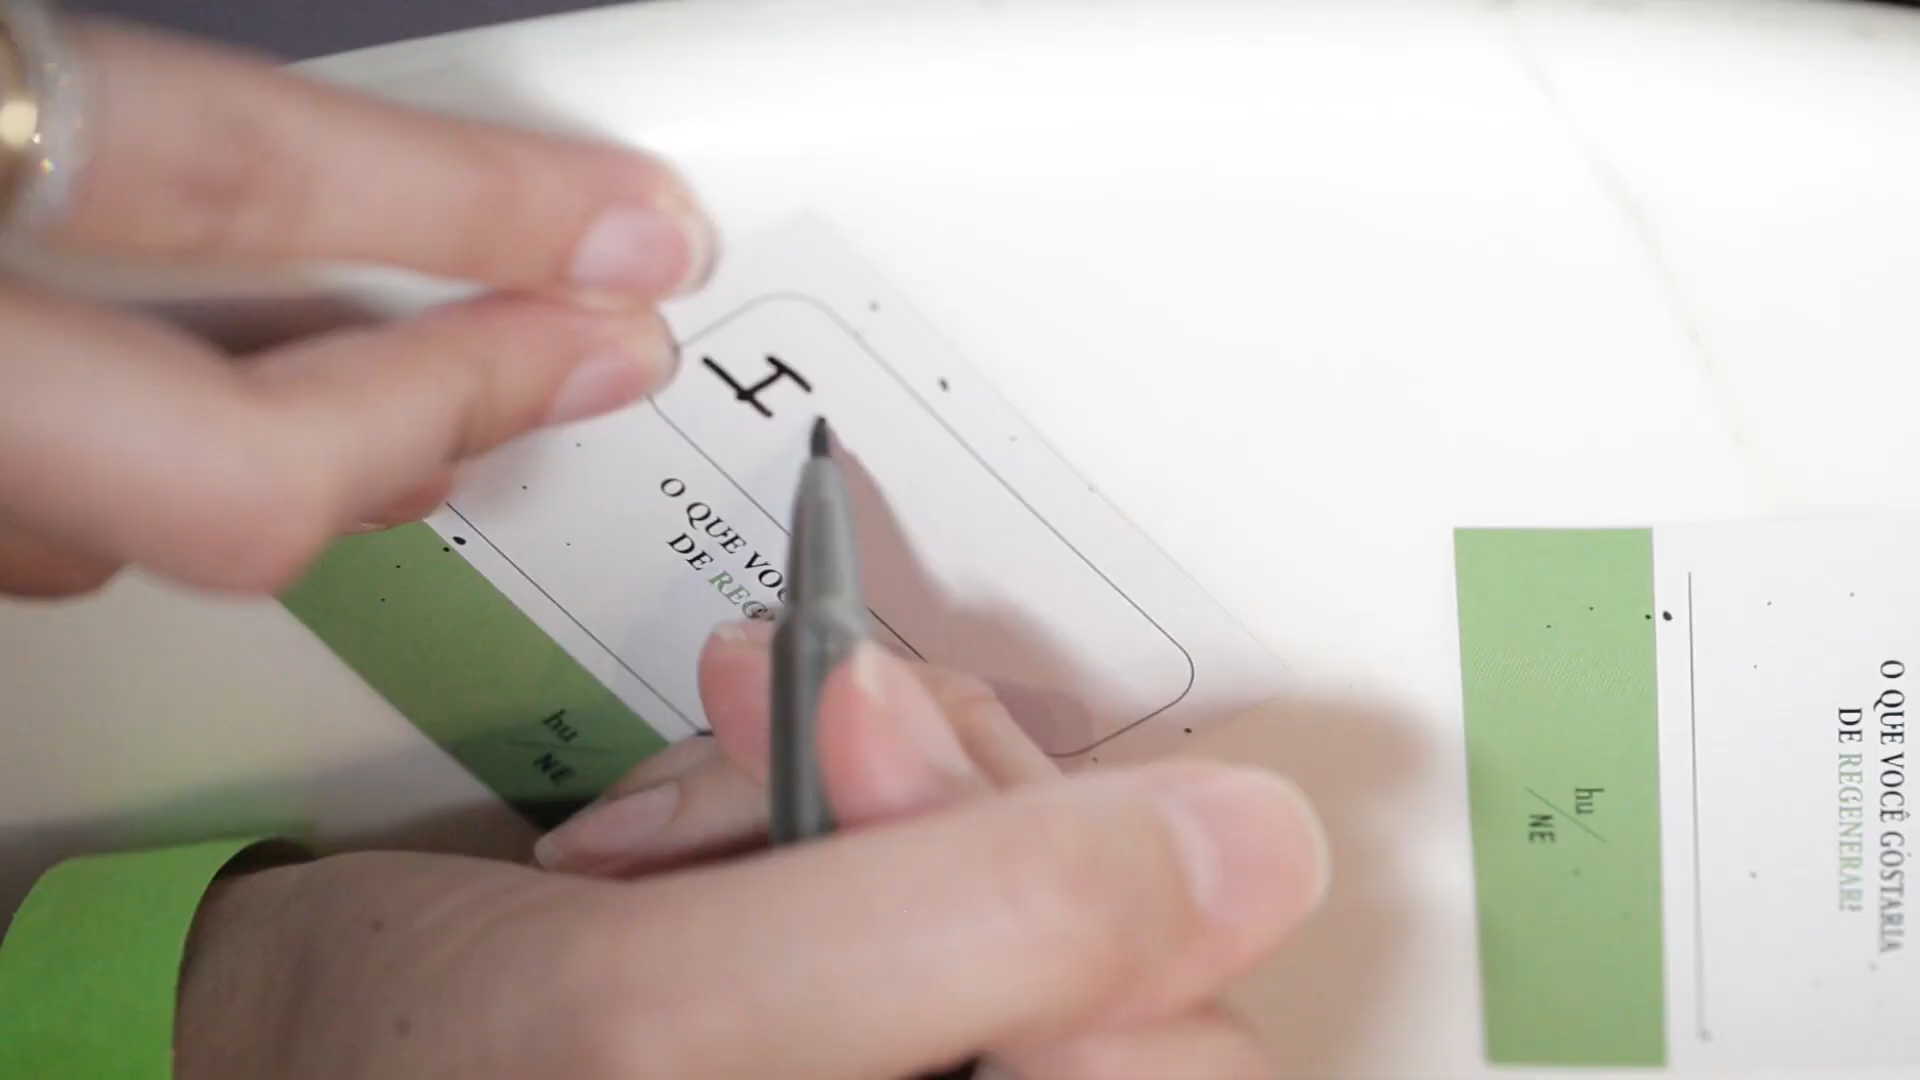 I
O QUE VOC
DE REG
hu
NE
O QUE VOCÊ GOSTARIA
DE REGENERAR?
hu
NE